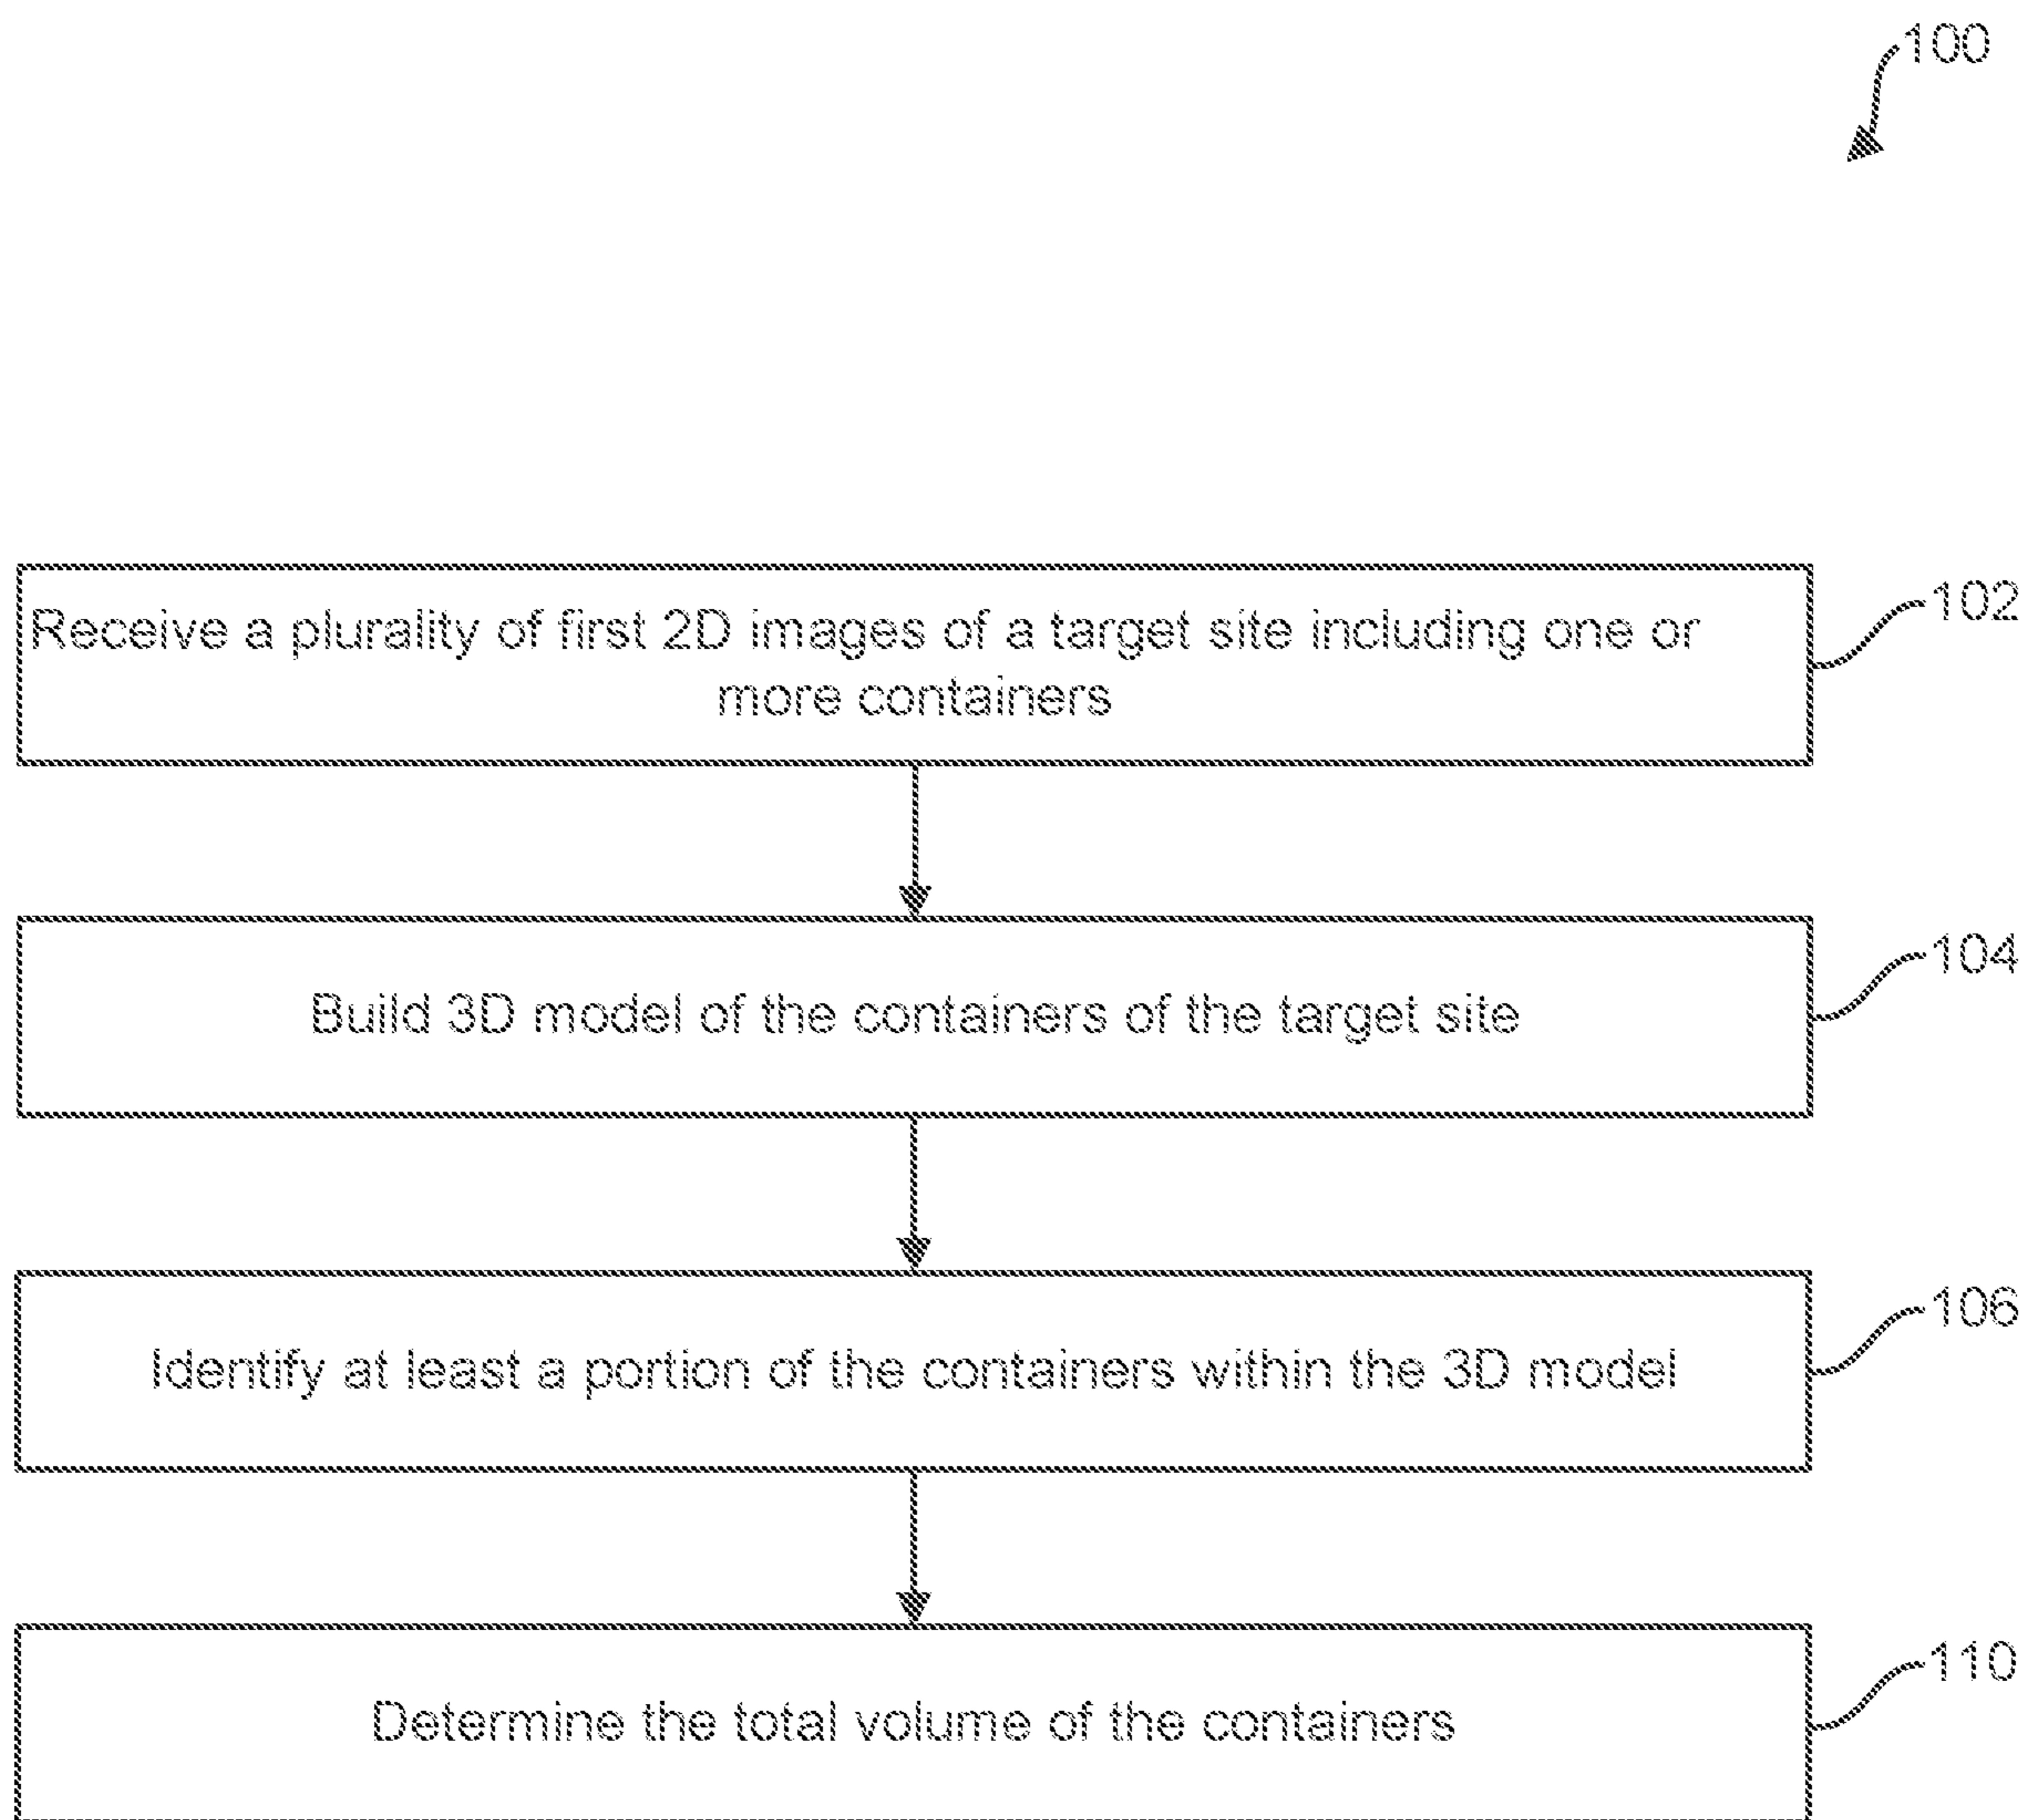 100
Receive a plurality of first 2D images of a target site including one or
more containers
102
Build 3D model of the containers of the target site
104
Identify at least a portion of the containers within the 3D model
106
Determine the total volume of the containers
110